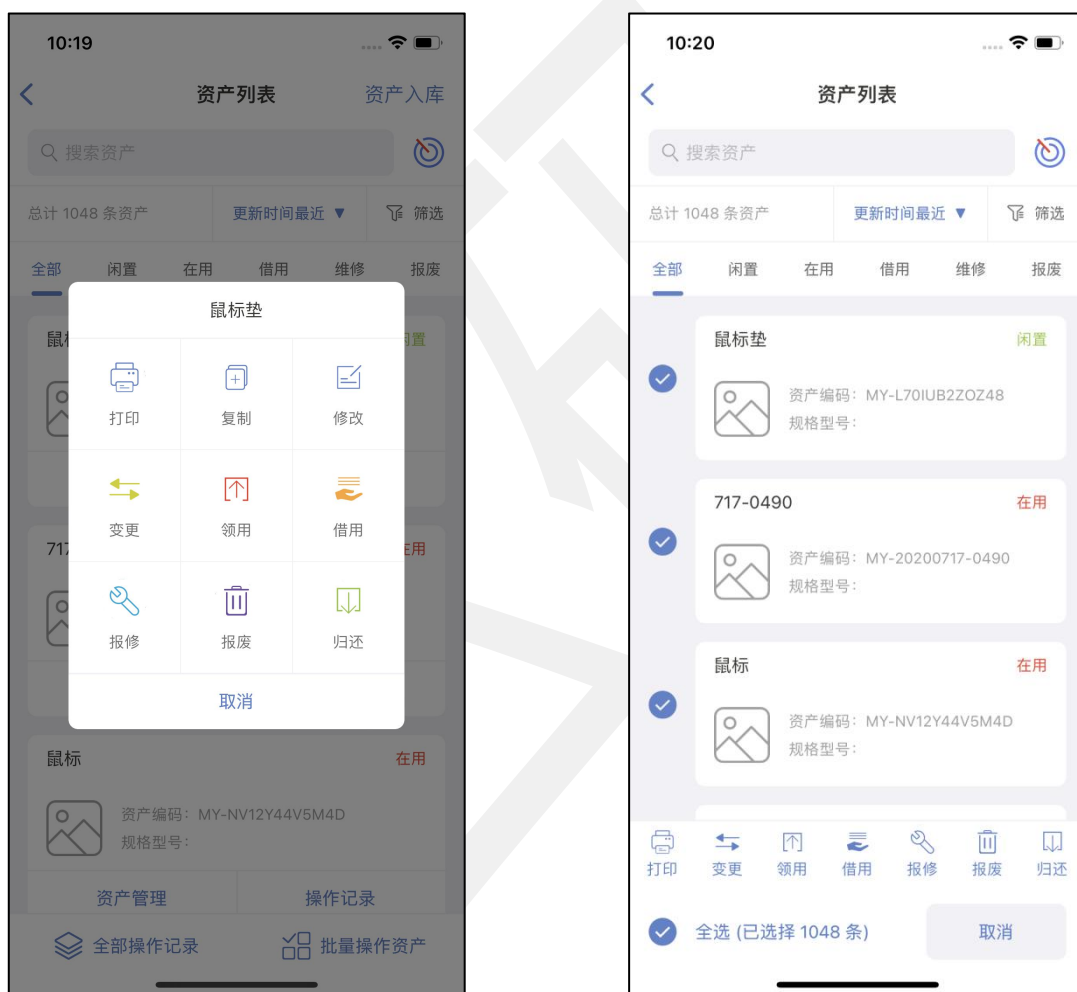 10:19
资产列表
资产入库
搜索资产
总计 1048 条资产
更新时间最近 ▼
筛选
全部 闲置 在用 借用 维修 报废
鼠标垫
打印 复制 修改
变更 领用 借用
报修 报废 归还
取消
鼠标
在用
资产编码：MY-NV12Y44V5M4D
规格型号：
资产管理 操作记录
全部操作记录 批量操作资产
10:20
资产列表
搜索资产
总计 1048 条资产
更新时间最近 ▼
筛选
全部 闲置 在用 借用 维修 报废
鼠标垫
闲置
资产编码：MY-L70IUB2ZOZ48
规格型号：
717-0490
在用
资产编码：MY-20200717-0490
规格型号：
鼠标
在用
资产编码：MY-NV12Y44V5M4D
规格型号：
打印 变更 领用 借用 报修 报废 归还
全选 (已选择 1048 条)
取消